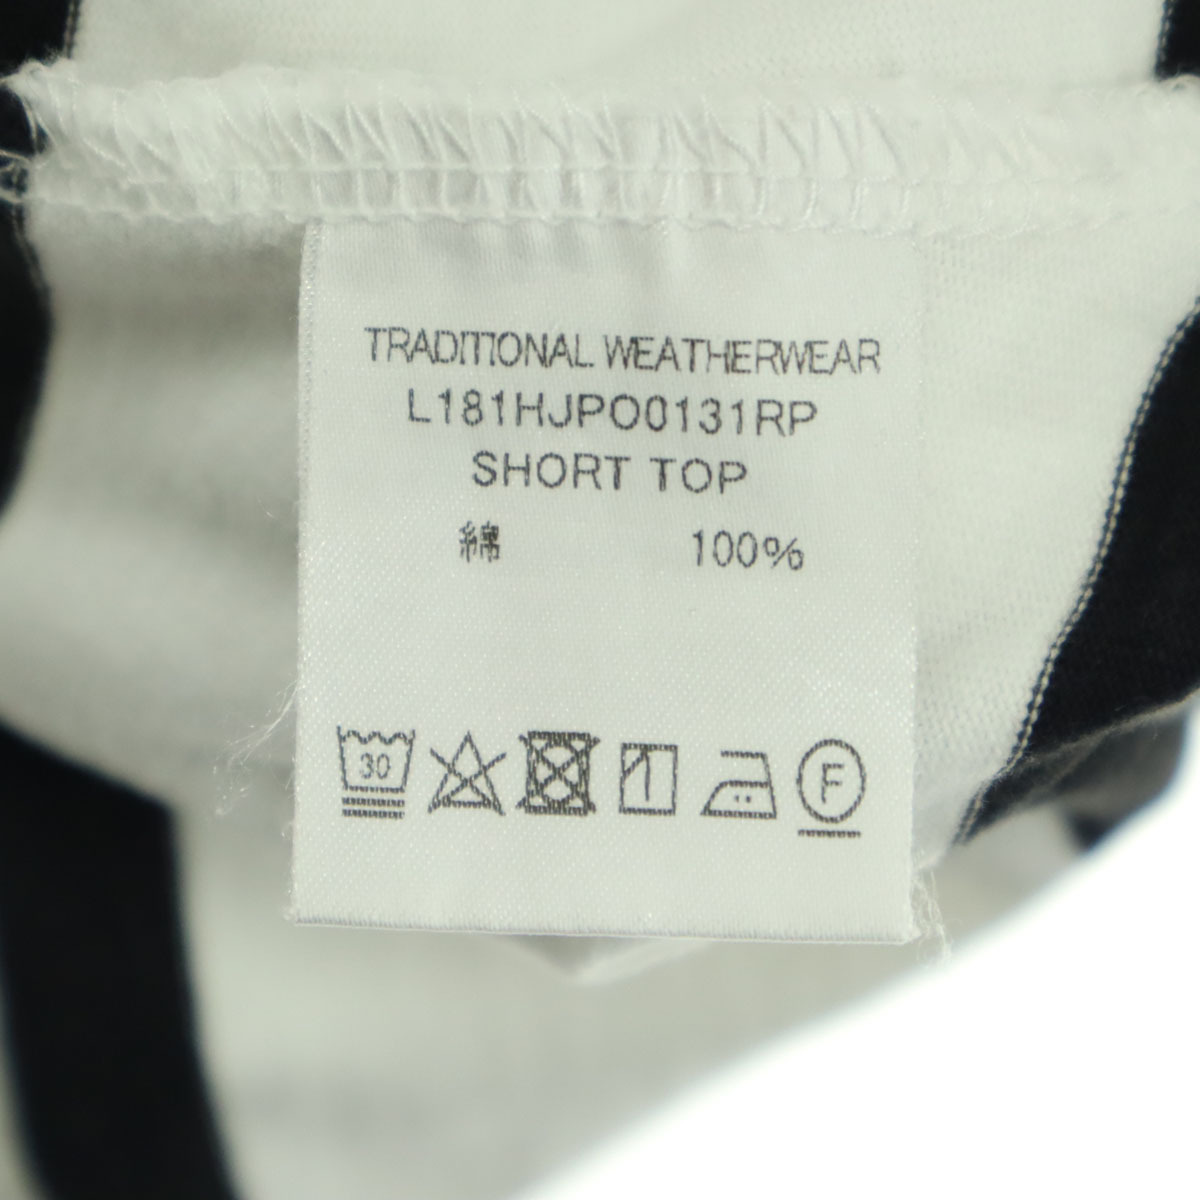 TRADITIONAL WEATHERWEAR
L181HJPO0131RP
SHORT TOP
綿 100%
30 F